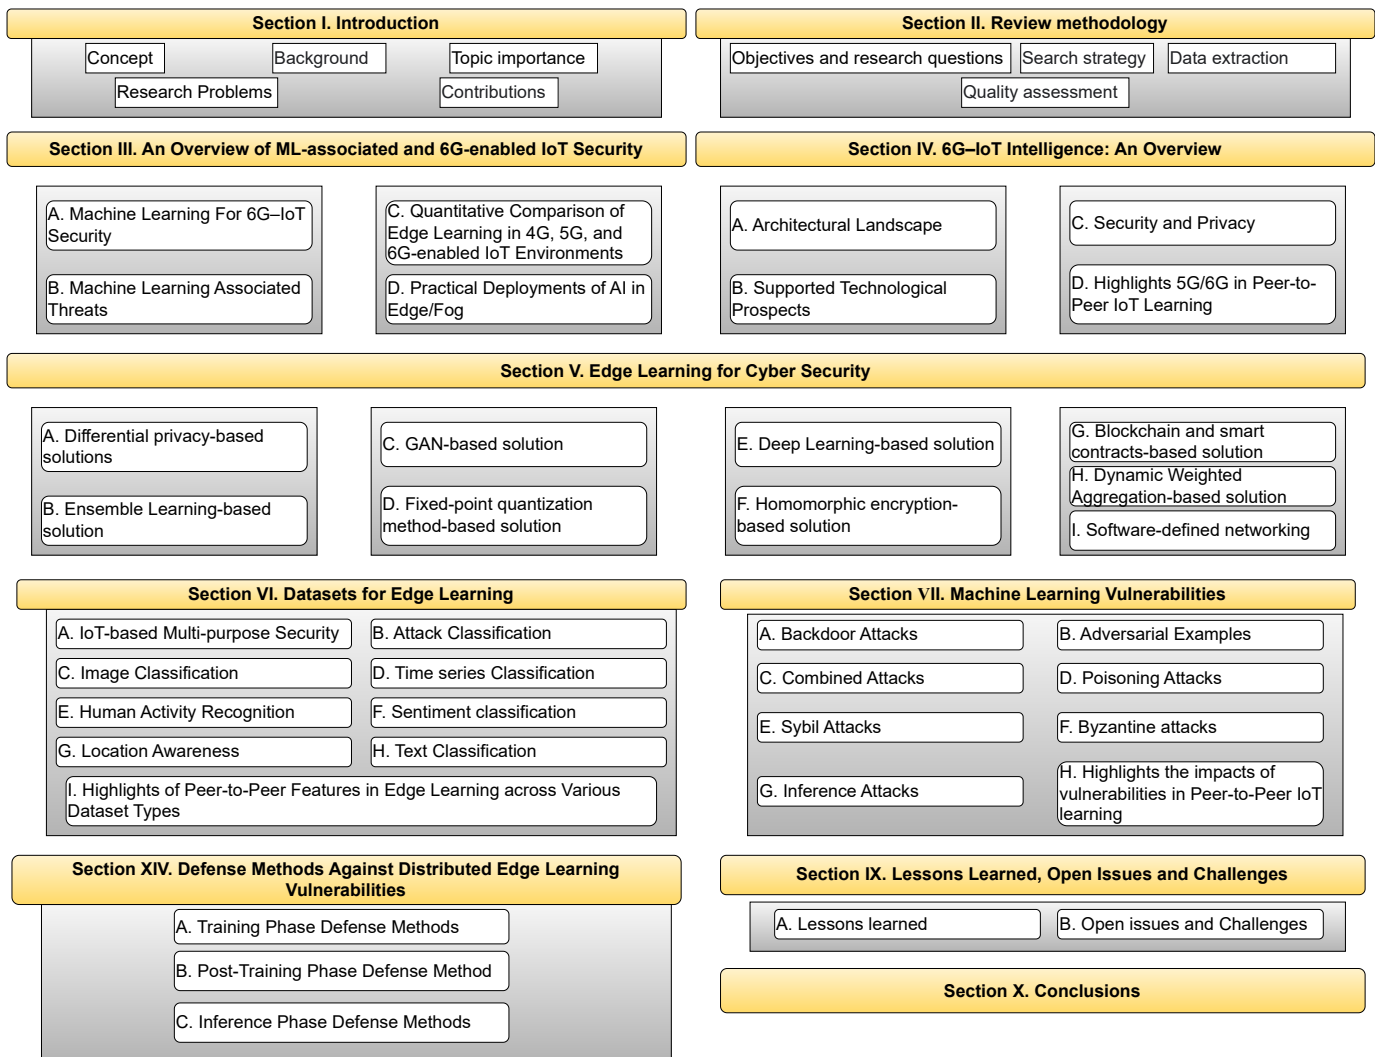 Section I. Introduction
Concept
Background
Topic importance
Research Problems
Contributions
Section II. Review methodology
Objectives and research questions
Search strategy
Data extraction
Quality assessment
Section III. An Overview of ML-associated and 6G-enabled IoT Security
A. Machine Learning For 6G–IoT
Security
B. Machine Learning Associated
Threats
C. Quantitative Comparison of
Edge Learning in 4G, 5G, and
6G-enabled IoT Environments
D. Practical Deployments of AI in
Edge/Fog
Section IV. 6G–IoT Intelligence: An Overview
A. Architectural Landscape
B. Supported Technological
Prospects
C. Security and Privacy
D. Highlights 5G/6G in Peer-to-
Peer IoT Learning
Section V. Edge Learning for Cyber Security
A. Differential privacy-based
solutions
B. Ensemble Learning-based
solution
C. GAN-based solution
D. Fixed-point quantization
method-based solution
E. Deep Learning-based solution
F. Homomorphic encryption-
based solution
G. Blockchain and smart
contracts-based solution
H. Dynamic Weighted
Aggregation-based solution
I. Software-defined networking
Section VI. Datasets for Edge Learning
A. IoT-based Multi-purpose Security
B. Attack Classification
C. Image Classification
D. Time series Classification
E. Human Activity Recognition
F. Sentiment classification
G. Location Awareness
H. Text Classification
I. Highlights of Peer-to-Peer Features in Edge Learning across Various
Dataset Types
Section VII. Machine Learning Vulnerabilities
A. Backdoor Attacks
B. Adversarial Examples
C. Combined Attacks
D. Poisoning Attacks
E. Sybil Attacks
F. Byzantine attacks
G. Inference Attacks
H. Highlights the impacts of
vulnerabilities in Peer-to-Peer IoT
learning
Section XIV. Defense Methods Against Distributed Edge Learning
Vulnerabilities
A. Training Phase Defense Methods
B. Post-Training Phase Defense Method
C. Inference Phase Defense Methods
Section IX. Lessons Learned, Open Issues and Challenges
A. Lessons learned
B. Open issues and Challenges
Section X. Conclusions